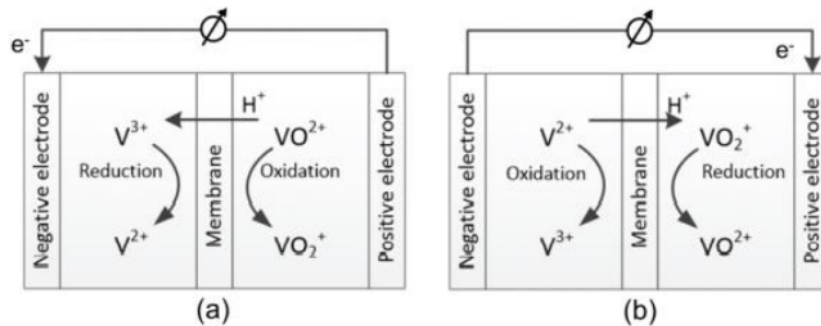 e⁻
Negative electrode
V³⁺
Reduction
V²⁺
Membrane
H⁺
VO²⁺
Oxidation
VO₂⁺
Positive electrode
(a)
e⁻
Negative electrode
V²⁺
Oxidation
V³⁺
Membrane
H⁺
VO₂⁺
Reduction
VO²⁺
Positive electrode
(b)